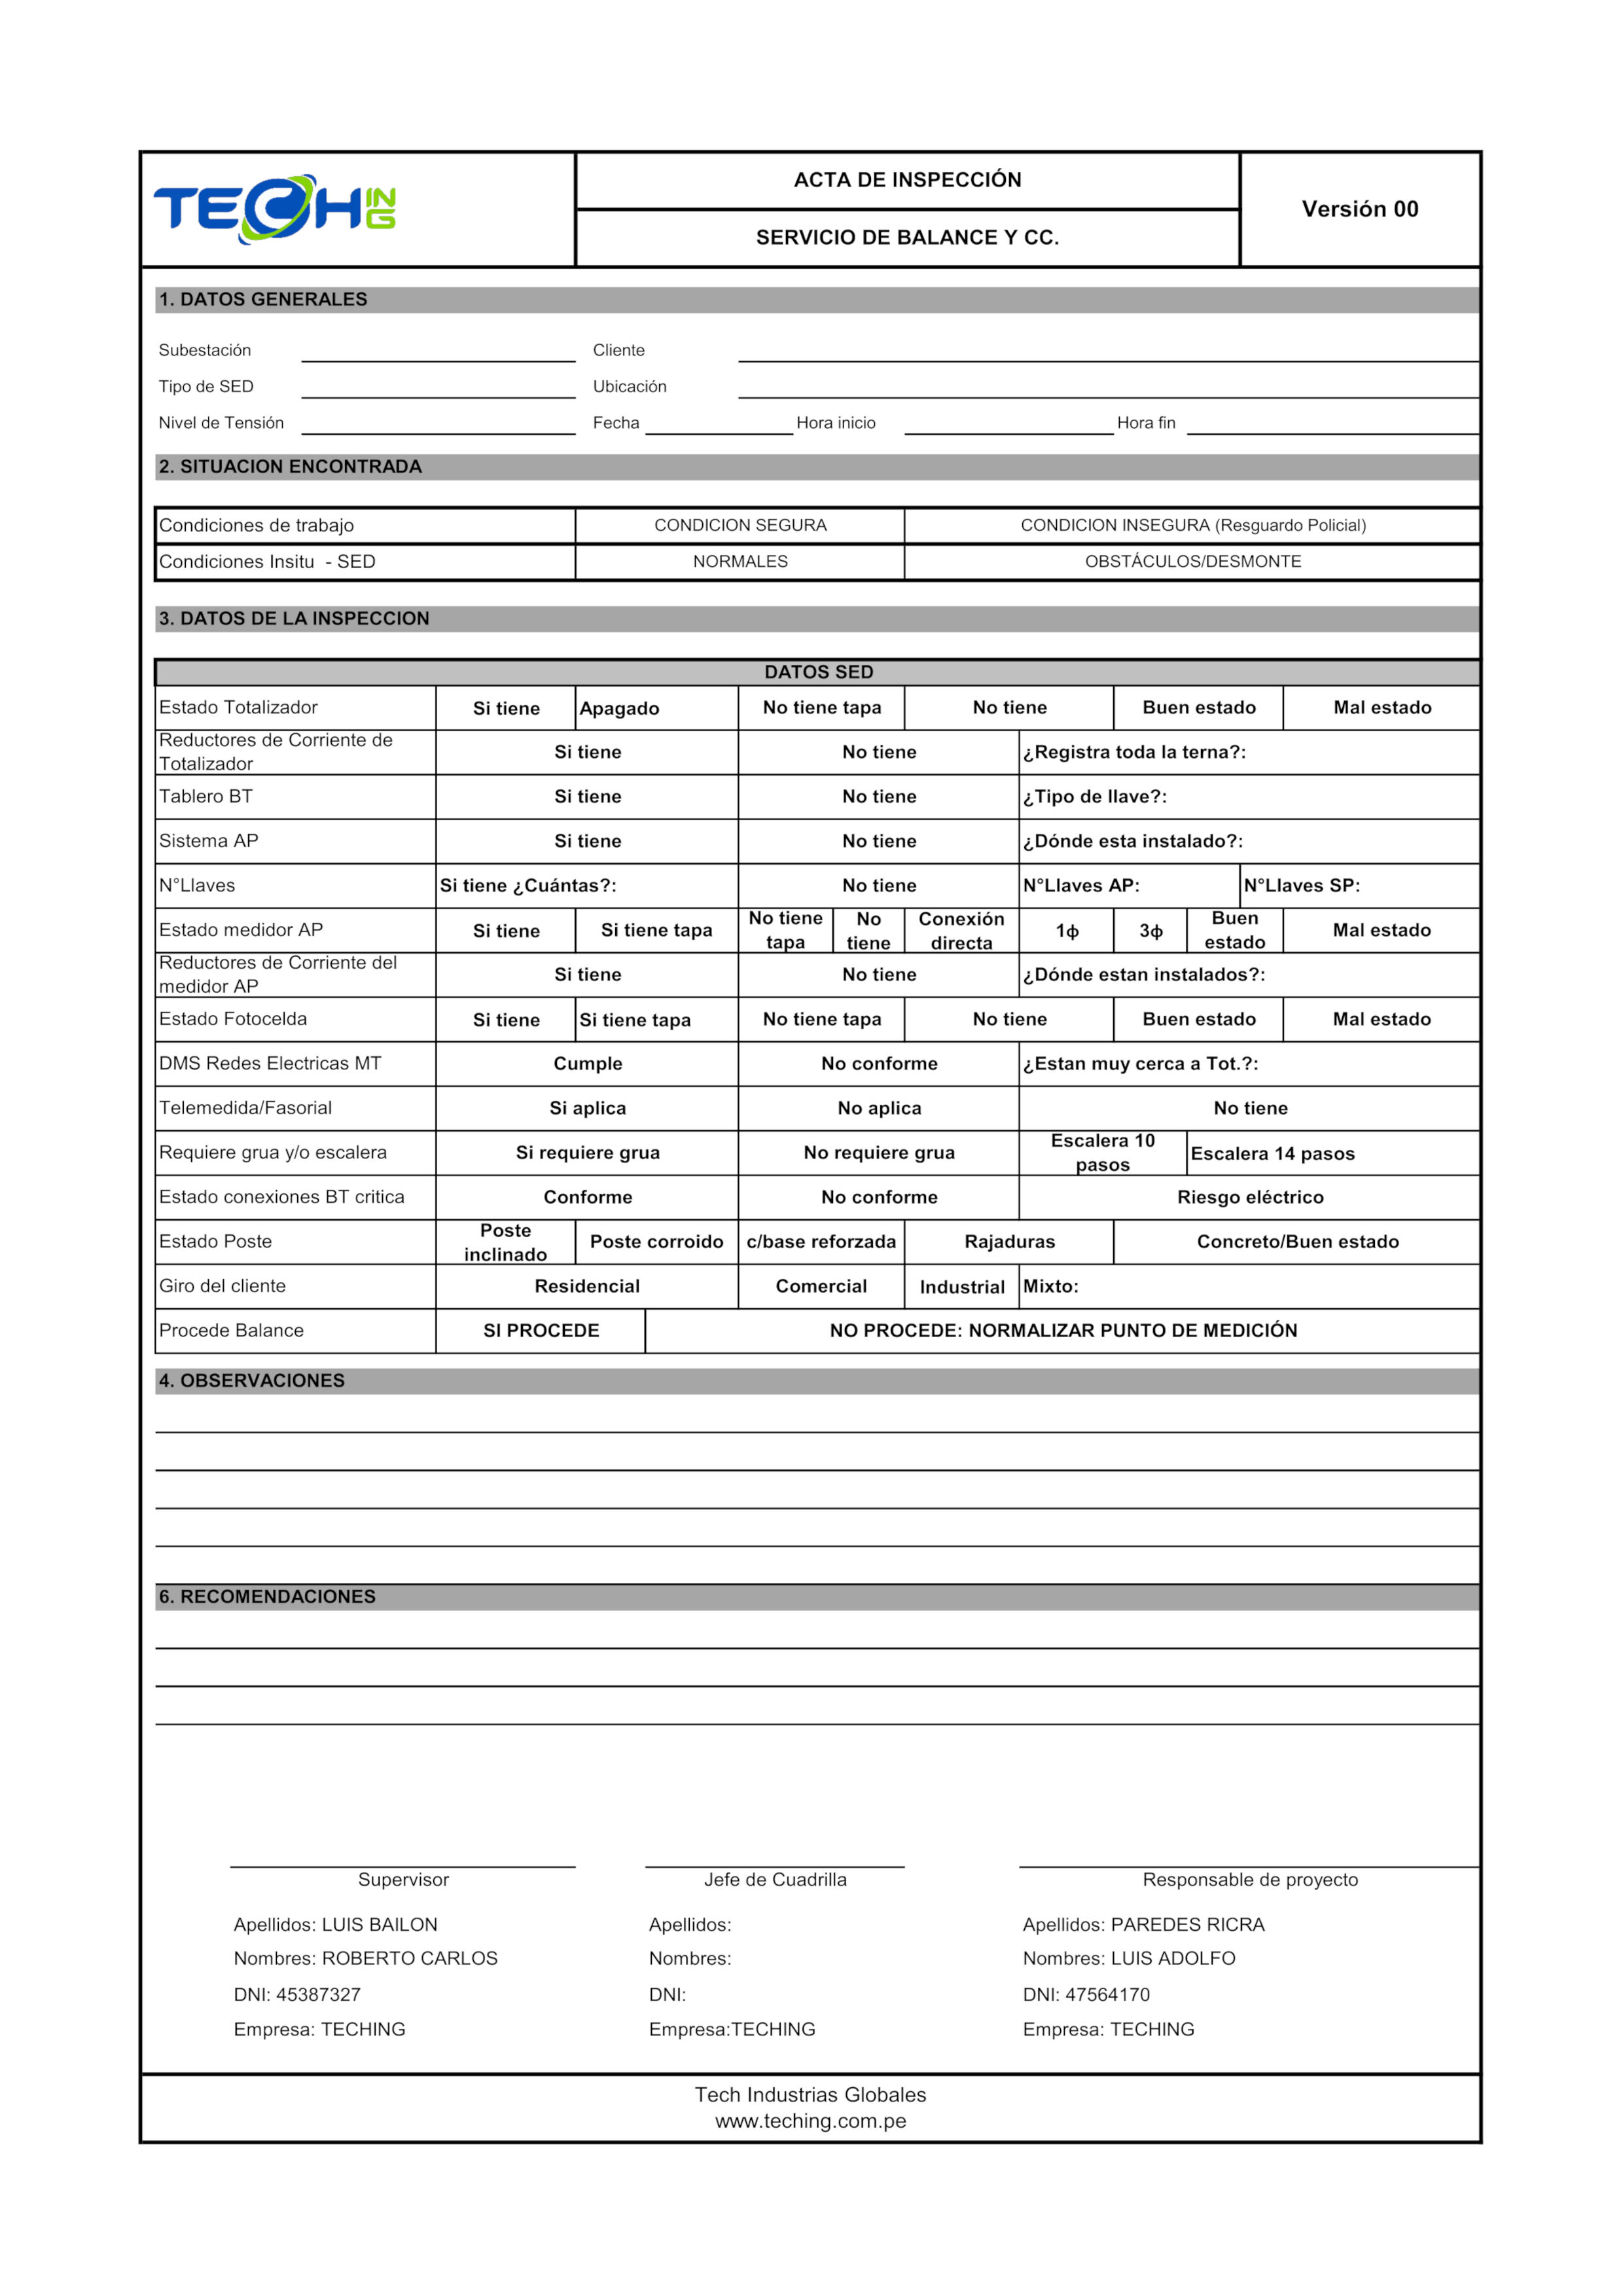 TECHING
ACTA DE INSPECCIÓN
SERVICIO DE BALANCE Y CC.
Versión 00
1. DATOS GENERALES
Subestación Cliente
Tipo de SED Ubicación
Nivel de Tensión Fecha Hora inicio Hora fin
2. SITUACION ENCONTRADA
Condiciones de trabajo CONDICION SEGURA CONDICION INSEGURA (Resguardo Policial)
Condiciones Insitu - SED NORMALES OBSTÁCULOS/DESMONTE
3. DATOS DE LA INSPECCION
DATOS SED
Estado Totalizador Si tiene Apagado No tiene tapa No tiene Buen estado Mal estado
Reductores de Corriente de
Totalizador Si tiene No tiene ¿Registra toda la terna?:
Tablero BT Si tiene No tiene ¿Tipo de llave?:
Sistema AP Si tiene No tiene ¿Dónde esta instalado?:
N°Llaves Si tiene ¿Cuántas?: No tiene N°Llaves AP: N°Llaves SP:
Estado medidor AP Si tiene Si tiene tapa No tiene tapa No tiene Conexión directa 1ɸ 3ɸ Buen estado Mal estado
Reductores de Corriente del
medidor AP Si tiene No tiene ¿Dónde estan instalados?:
Estado Fotocelda Si tiene Si tiene tapa No tiene tapa No tiene Buen estado Mal estado
DMS Redes Electricas MT Cumple No conforme ¿Estan muy cerca a Tot.?:
Telemedida/Fasorial Si aplica No aplica No tiene
Requiere grua y/o escalera Si requiere grua No requiere grua Escalera 10 pasos Escalera 14 pasos
Estado conexiones BT critica Conforme No conforme Riesgo eléctrico
Estado Poste Poste inclinado Poste corroido c/base reforzada Rajaduras Concreto/Buen estado
Giro del cliente Residencial Comercial Industrial Mixto:
Procede Balance SI PROCEDE NO PROCEDE: NORMALIZAR PUNTO DE MEDICIÓN
4. OBSERVACIONES
6. RECOMENDACIONES
Supervisor Jefe de Cuadrilla Responsable de proyecto
Apellidos: LUIS BAILON Apellidos: Apellidos: PAREDES RICRA
Nombres: ROBERTO CARLOS Nombres: Nombres: LUIS ADOLFO
DNI: 45387327 DNI: DNI: 47564170
Empresa: TECHING Empresa:TECHING Empresa: TECHING
Tech Industrias Globales
www.teching.com.pe